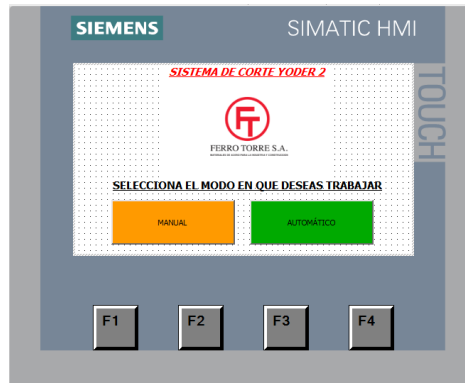 SIEMENS
SIMATIC HMI
TOUCH
SISTEMA DE CORTE YODER 2
FT
FERRO TORRE S.A.
SELECCIONA EL MODO EN QUE DESEAS TRABAJAR
MANUAL
AUTOMÁTICO
F1
F2
F3
F4